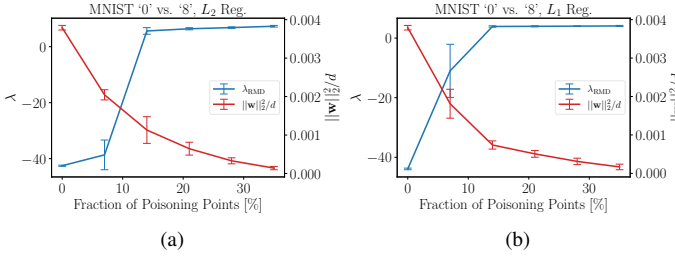 MNIST ‘0’ vs. ‘8’, L₂ Reg.
0
−20
−40
λ
0.004
0.003
0.002
0.001
0.000
||w||₂²/d
λRMD
||w||₂²/d
0 10 20 30
Fraction of Poisoning Points [%]
(a)
MNIST ‘0’ vs. ‘8’, L₁ Reg.
0
−20
−40
λ
0.004
0.003
0.002
0.001
0.000
λRMD
||w||₂²/d
0 10 20 30
Fraction of Poisoning Points [%]
(b)